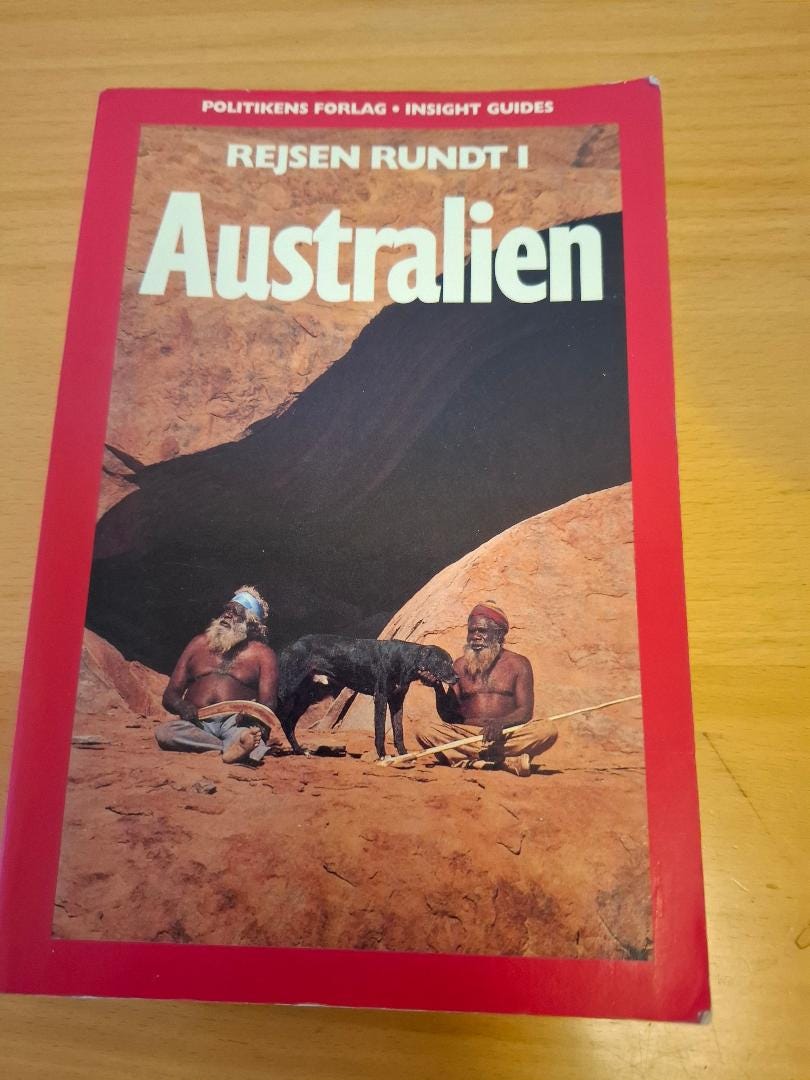 POLITIKENS FORLAG • INSIGHT GUIDES
REJSEN RUNDT I
Australien